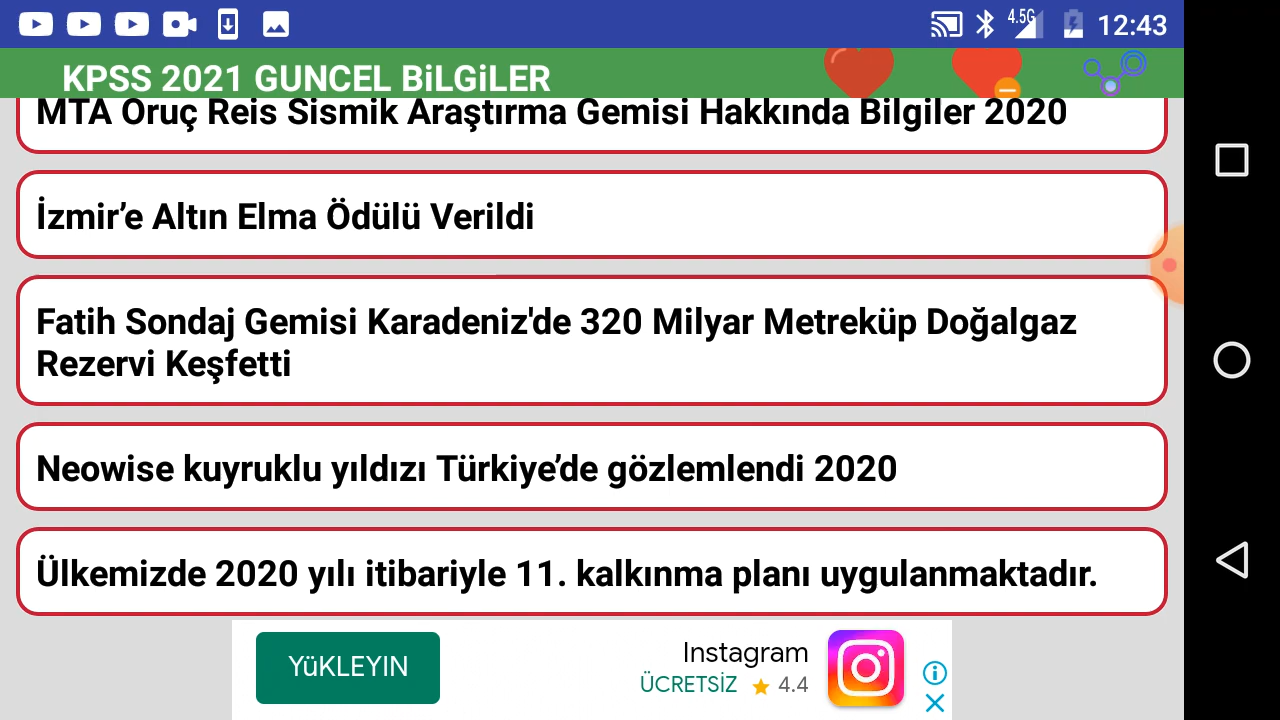 4.5G
12:43
KPSS 2021 GUNCEL BiLGiLER
MTA Oruç Reis Sismik Araştırma Gemisi Hakkında Bilgiler 2020
İzmir’e Altın Elma Ödülü Verildi
Fatih Sondaj Gemisi Karadeniz'de 320 Milyar Metreküp Doğalgaz
Rezervi Keşfetti
Neowise kuyruklu yıldızı Türkiye’de gözlemlendi 2020
Ülkemizde 2020 yılı itibariyle 11. kalkınma planı uygulanmaktadır.
YüKLEYIN
Instagram
ÜCRETSİZ 4.4